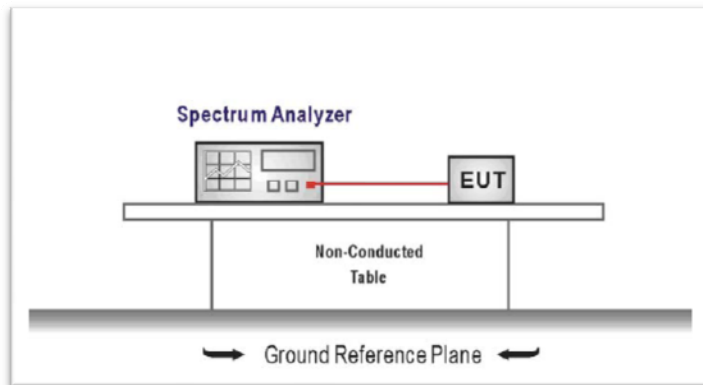 Spectrum Analyzer
EUT
Non-Conducted
Table
Ground Reference Plane